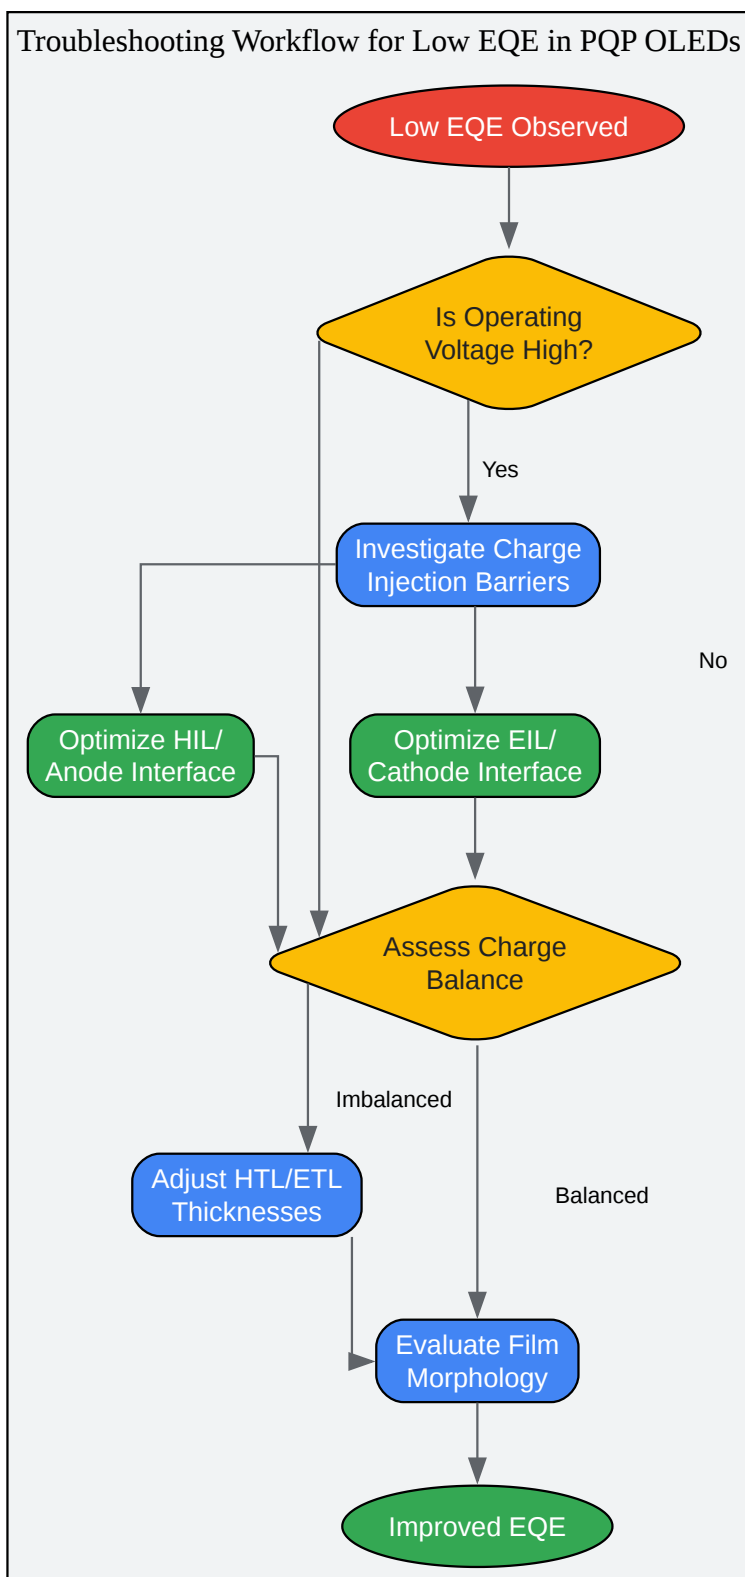 Troubleshooting Workflow for Low EQE in PQP OLEDs
Low EQE Observed
Is Operating
Voltage High?
Yes
Investigate Charge
Injection Barriers
No
Optimize HIL/
Anode Interface
Optimize EIL/
Cathode Interface
Assess Charge
Balance
Imbalanced
Adjust HTL/ETL
Thicknesses
Balanced
Evaluate Film
Morphology
Improved EQE